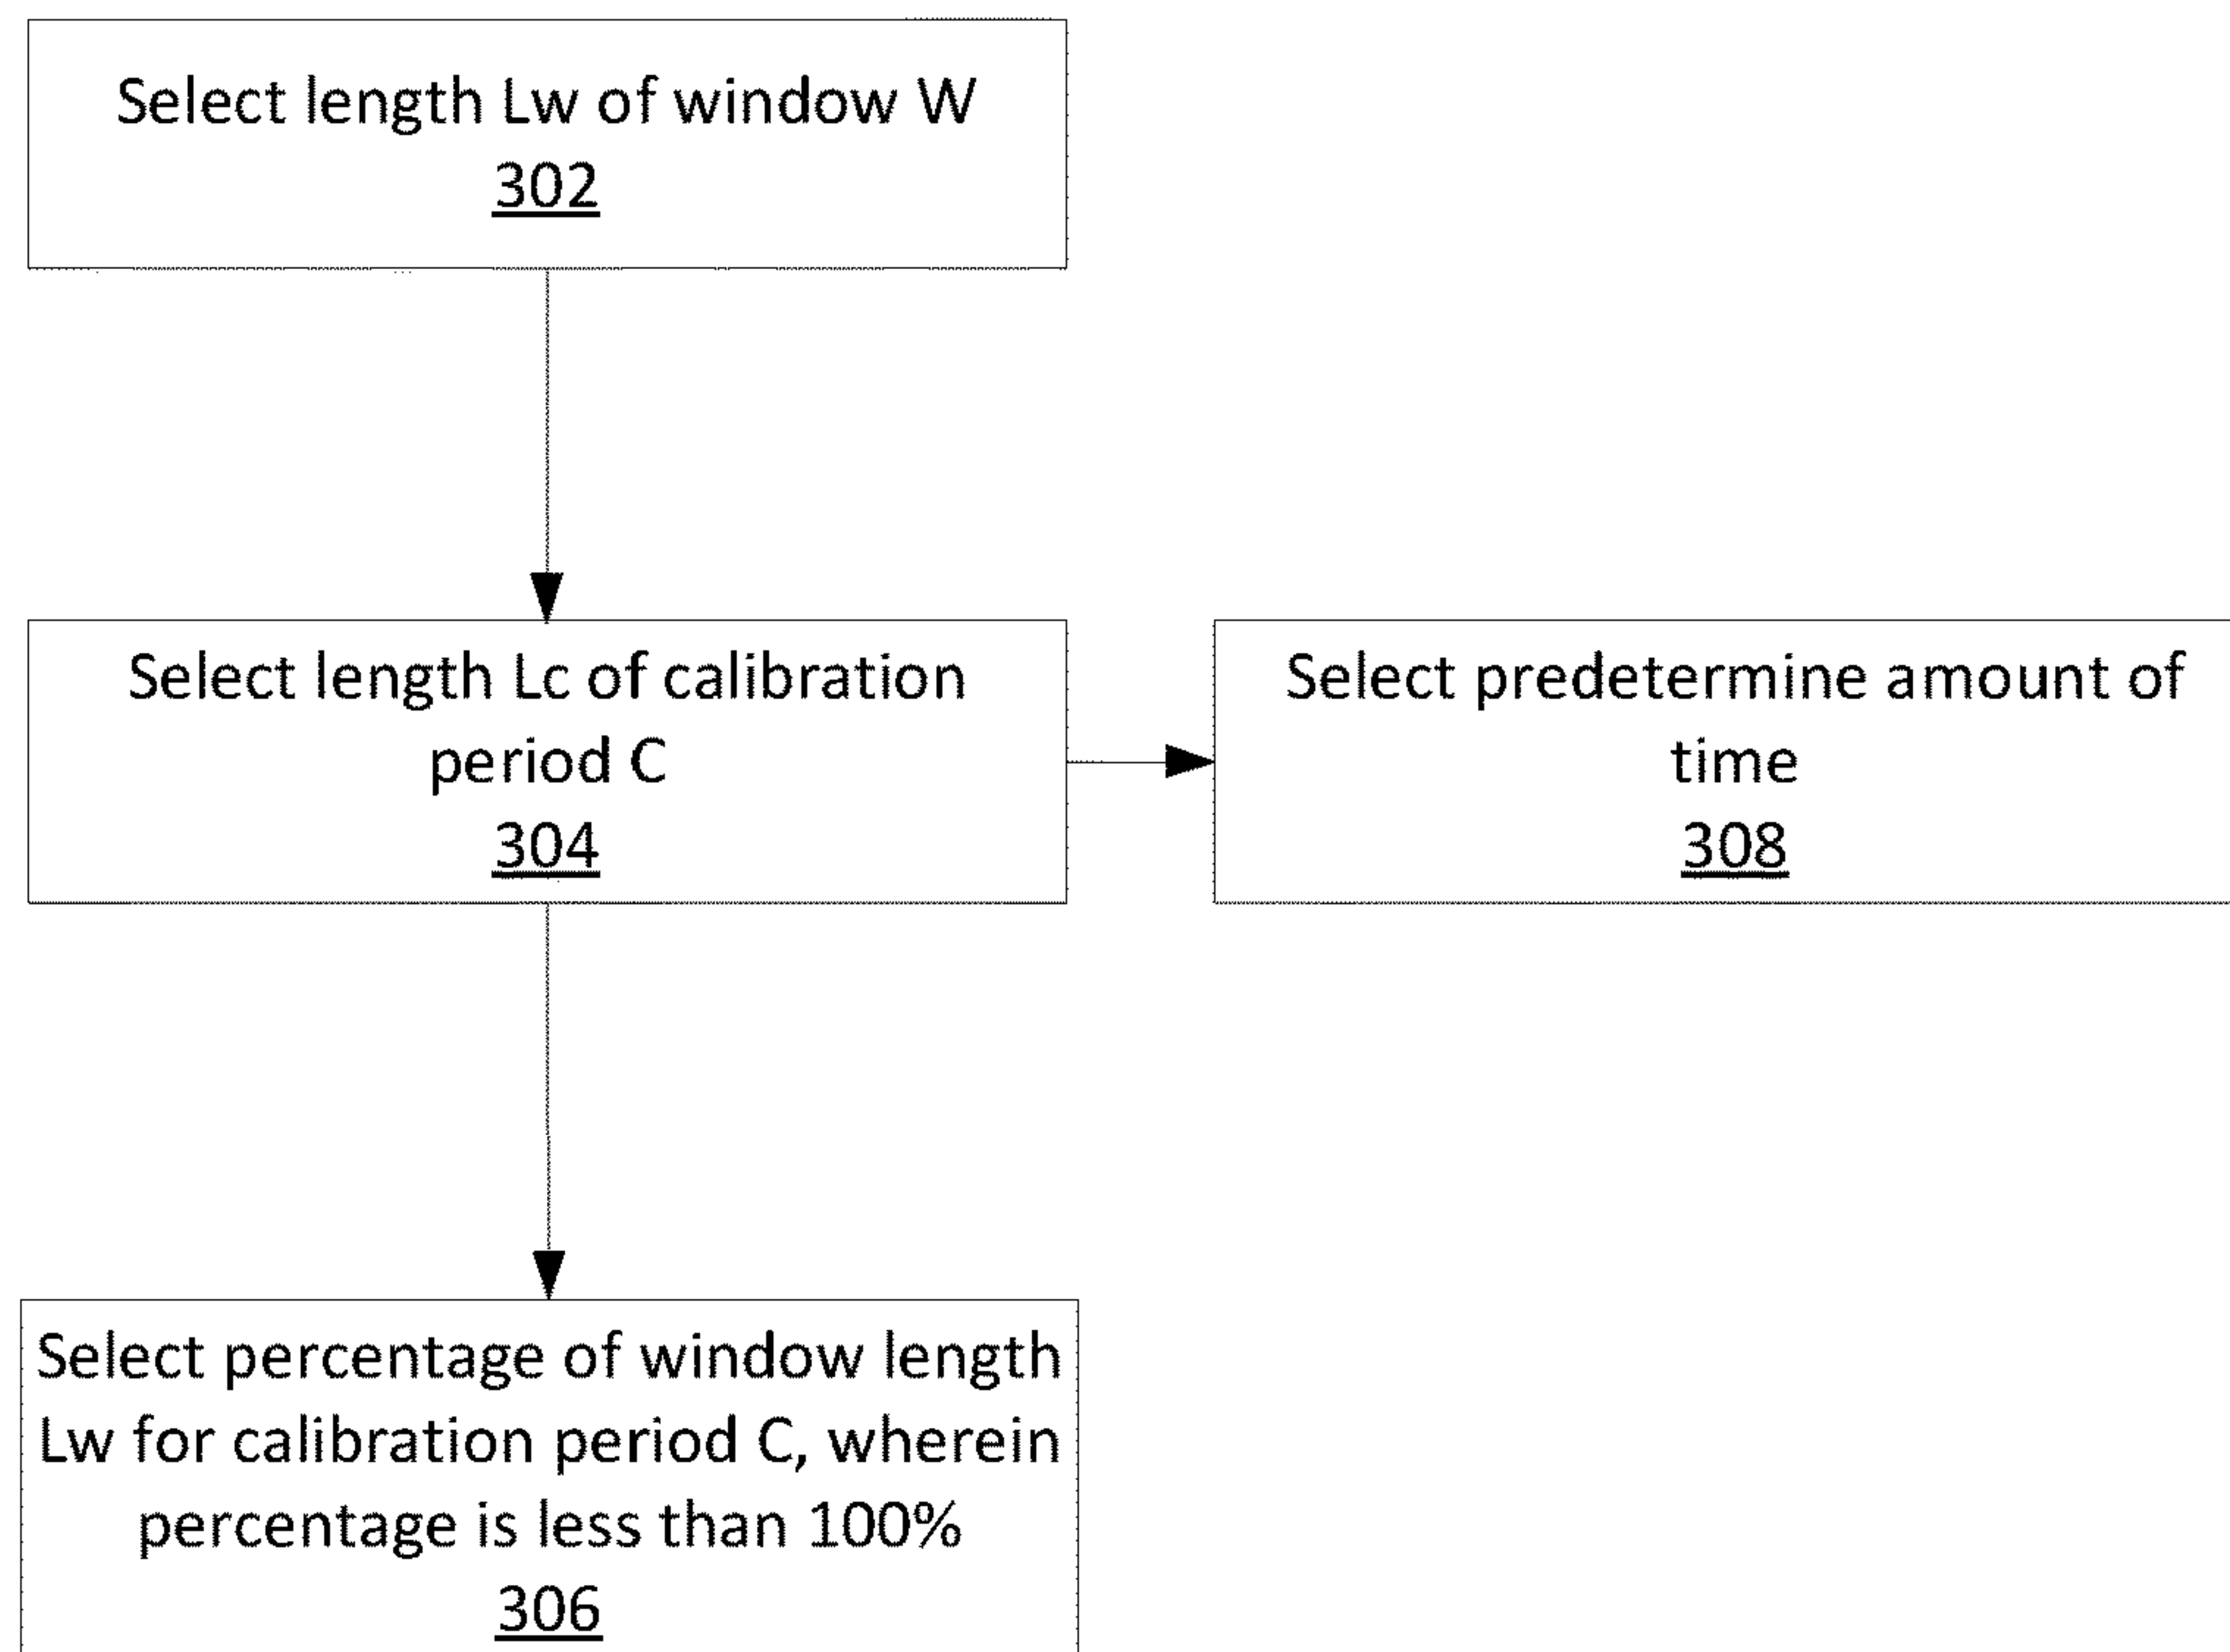 Select length Lw of window W
302
Select length Lc of calibration
period C
304
Select predetermine amount of
time
308
Select percentage of window length
Lw for calibration period C, wherein
percentage is less than 100%
306